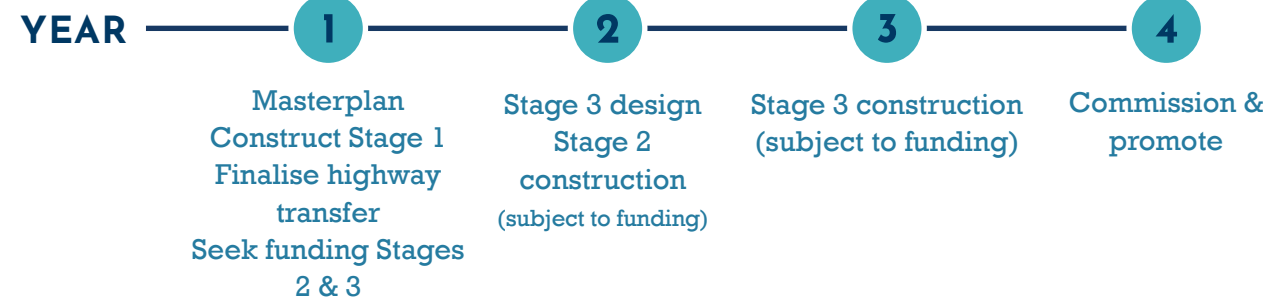 YEAR 1 2 3 4
Masterplan
Construct Stage 1
Finalise highway
transfer
Seek funding Stages
2 & 3
Stage 3 design
Stage 2
construction
(subject to funding)
Stage 3 construction
(subject to funding)
Commission &
promote